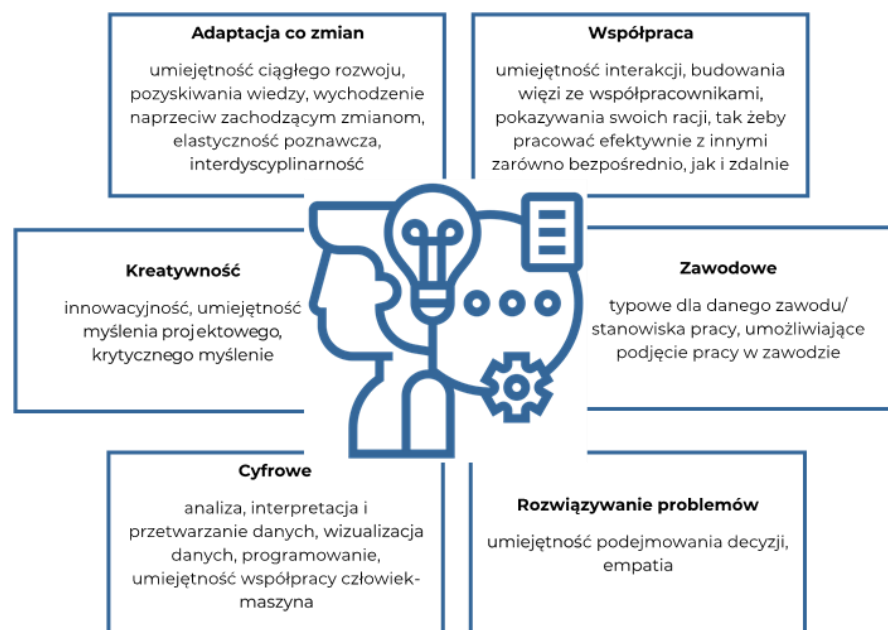 Adaptacja co zmian
umiejętność ciągłego rozwoju,
pozyskiwania wiedzy, wychodzenie
naprzeciw zachodzącym zmianom,
elastyczność poznawcza,
interdyscyplinarność
Współpraca
umiejętność interakcji, budowania
więzi ze współpracownikami,
pokazywania swoich racji, tak żeby
pracować efektywnie z innymi
zarówno bezpośrednio, jak i zdalnie
Kreatywność
innowacyjność, umiejętność
myślenia projektowego,
krytycznego myślenie
Zawodowe
typowe dla danego zawodu/
stanowiska pracy, umożliwiające
podjęcie pracy w zawodzie
Cyfrowe
analiza, interpretacja i
przetwarzanie danych, wizualizacja
danych, programowanie,
umiejętność współpracy człowiek-
maszyna
Rozwiązywanie problemów
umiejętność podejmowania decyzji,
empatia